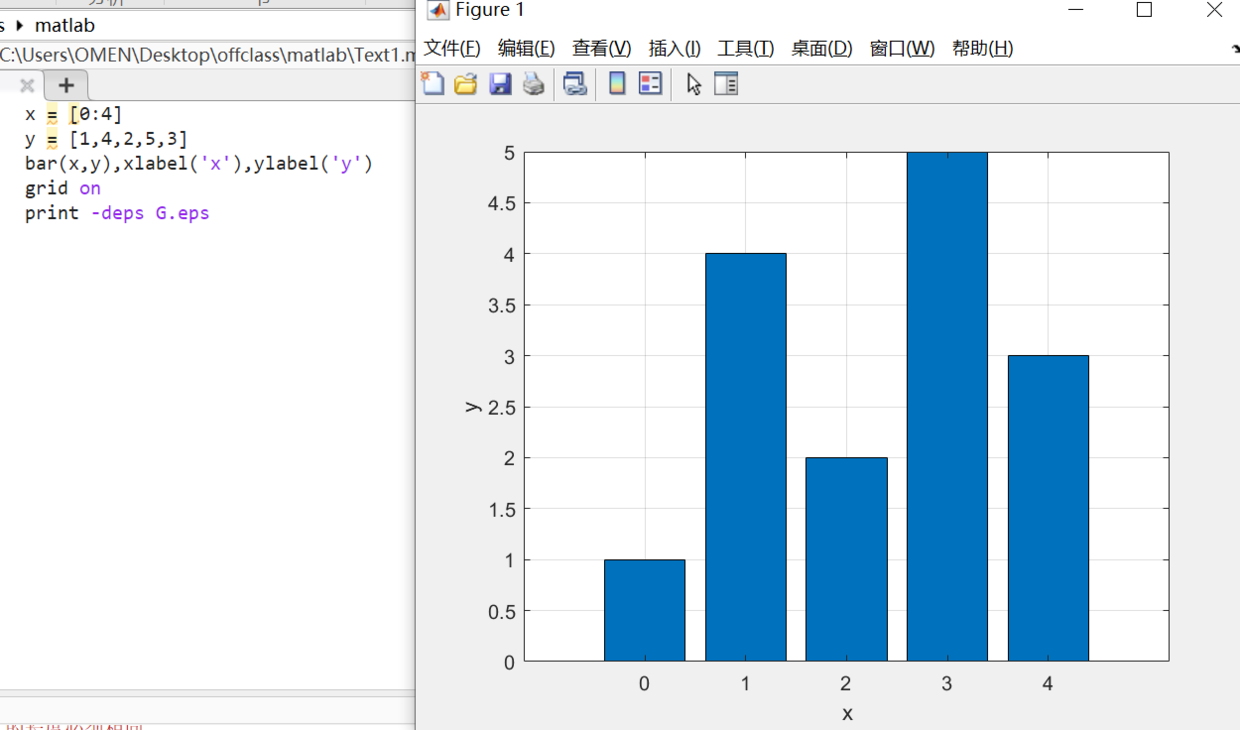 matlab
C:\Users\OMEN\Desktop\offclass\matlab\Text1.m
x = [0:4]
y = [1,4,2,5,3]
bar(x,y),xlabel('x'),ylabel('y')
grid on
print -deps G.eps
Figure 1
文件(F) 编辑(E) 查看(V) 插入(I) 工具(T) 桌面(D) 窗口(W) 帮助(H)
5
4.5
4
3.5
3
2.5
2
1.5
1
0.5
0
y
0 1 2 3 4
x